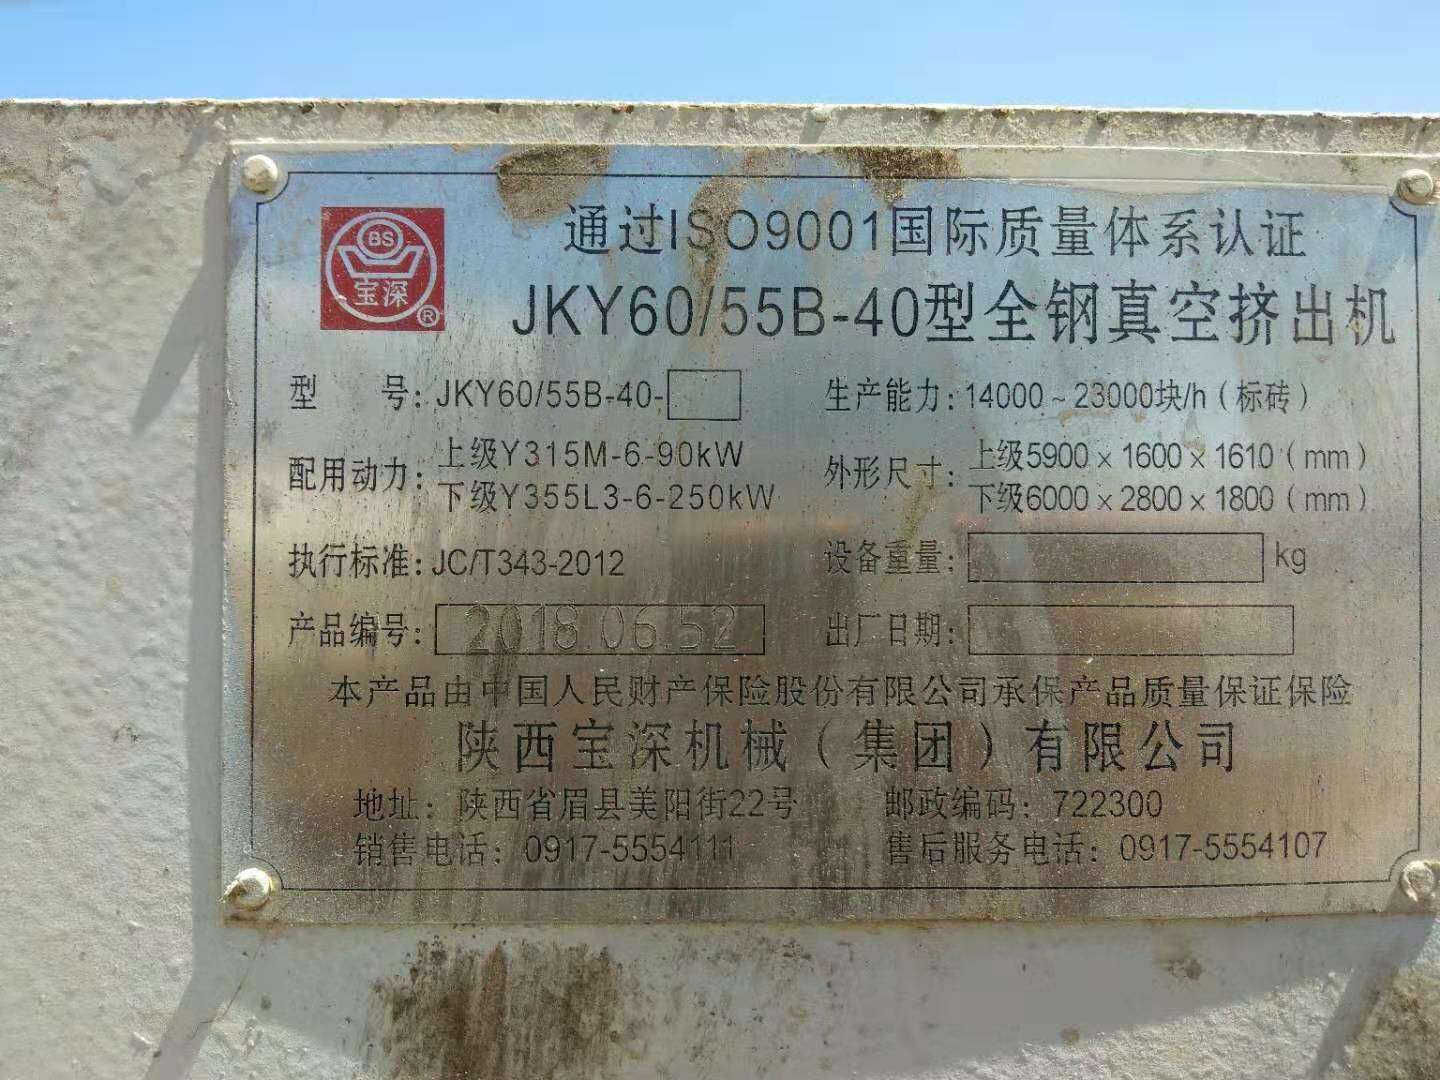 通过ISO9001国际质量体系认证
BS
宝深
®
JKY60/55B-40型全钢真空挤出机
型 号: JKY60/55B-40-
生产能力: 14000~23000块/h(标砖)
配用动力: 上级Y315M-6-90kW
下级Y355L3-6-250kW
外形尺寸: 上级5900×1600×1610(mm)
下级6000×2800×1800(mm)
执行标准: JC/T343-2012
设备重量: kg
产品编号: 2018.06.52
出厂日期:
本产品由中国人民财产保险股份有限公司承保产品质量保证保险
陕西宝深机械(集团)有限公司
地址: 陕西省眉县美阳街22号
邮政编码: 722300
销售电话: 0917-5554111
售后服务电话: 0917-5554107